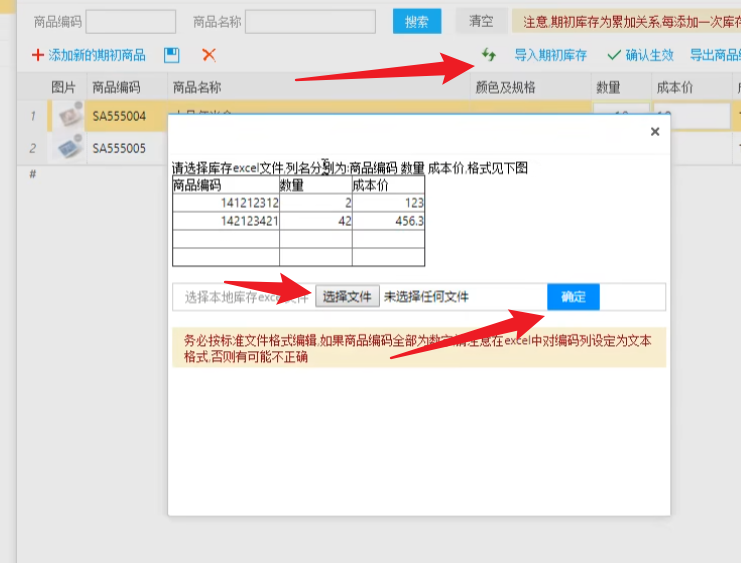 商品编码 商品名称 搜索 清空 注意,期初库存为累加关系,每添加一次库存
添加新的期初商品 导入期初库存 确认生效 导出商品
图片 商品编码 商品名称 颜色及规格 数量 成本价
1 SA555004
2 SA555005
#
×
请选择库存excel文件,列名分别为:商品编码 数量 成本价,格式见下图
商品编码 数量 成本价
141212312 2 123
142123421 42 456.3
选择本地库存excel文件 选择文件 未选择任何文件 确定
务必按标准文件格式编辑,如果商品编码全部为数字,请注意在excel中对编码列设定为文本
格式,否则有可能不正确